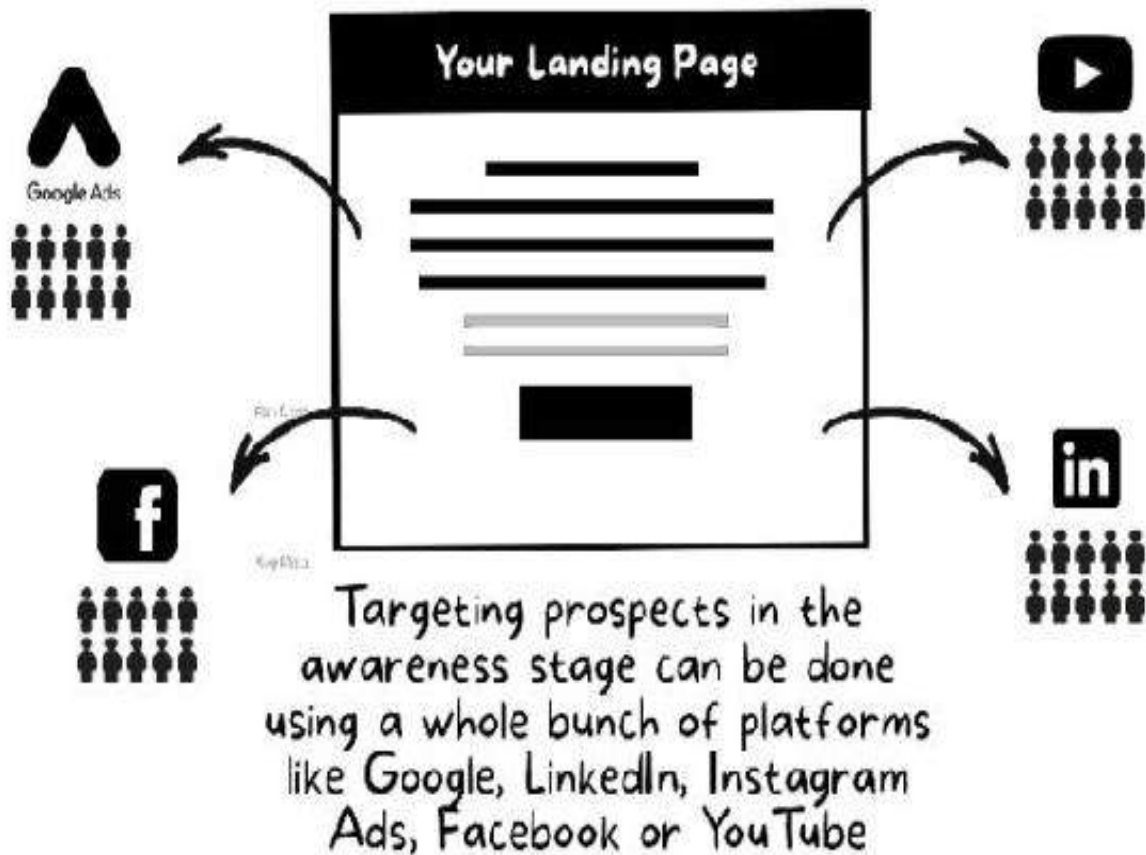 Your Landing Page
Google Ads
Targeting prospects in the
awareness stage can be done
using a whole bunch of platforms
like Google, LinkedIn, Instagram
Ads, Facebook or YouTube
f
in